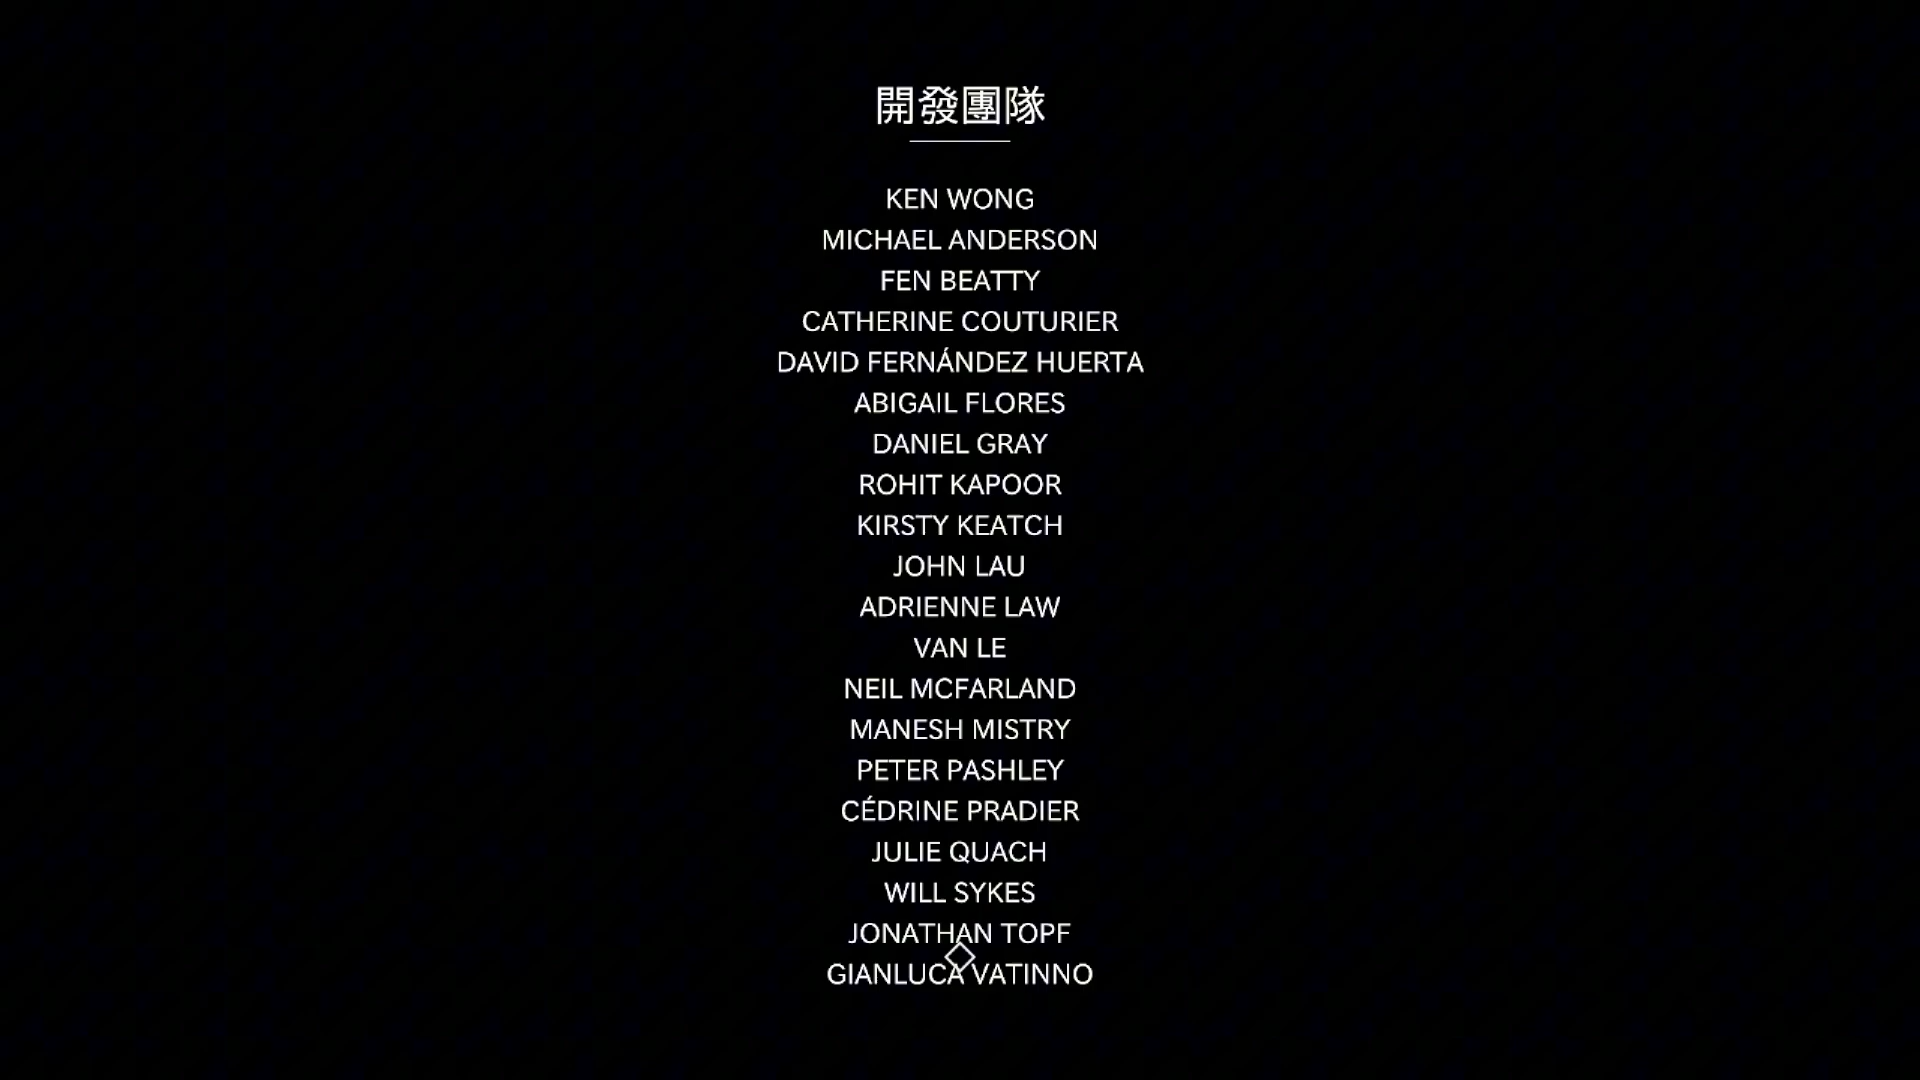 開發團隊
KEN WONG
MICHAEL ANDERSON
FEN BEATTY
CATHERINE COUTURIER
DAVID FERNÁNDEZ HUERTA
ABIGAIL FLORES
DANIEL GRAY
ROHIT KAPOOR
KIRSTY KEATCH
JOHN LAU
ADRIENNE LAW
VAN LE
NEIL MCFARLAND
MANESH MISTRY
PETER PASHLEY
CÉDRINE PRADIER
JULIE QUACH
WILL SYKES
JONATHAN TOPF
GIANLUCA VATINNO